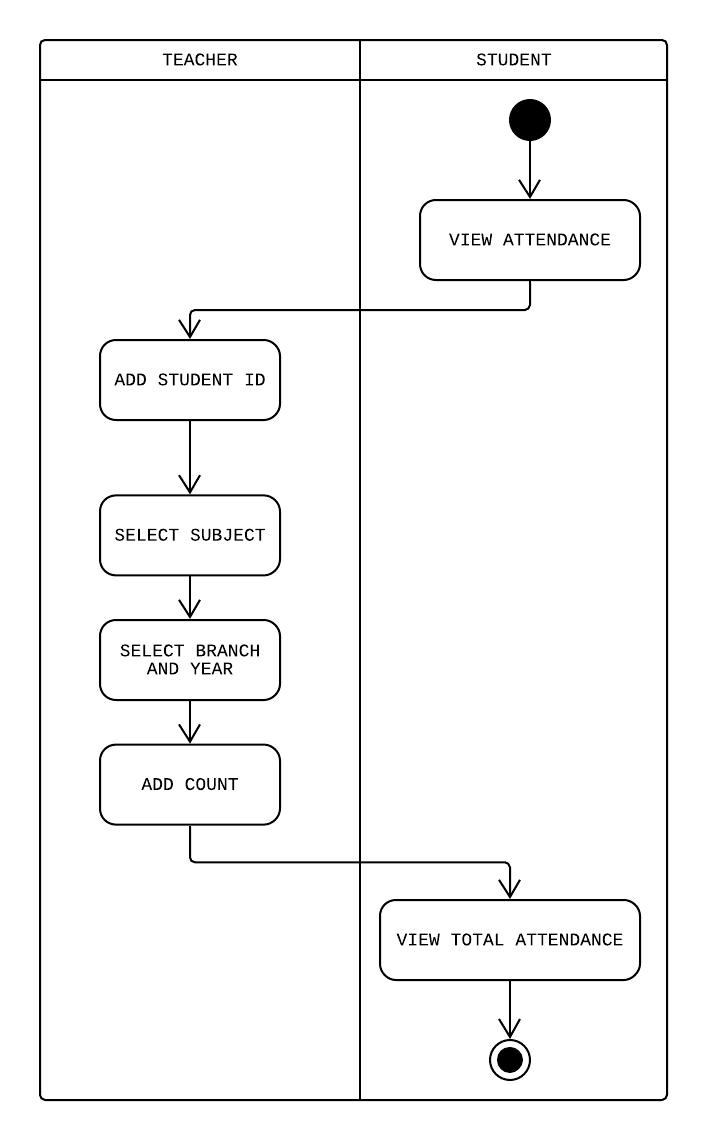 TEACHER
STUDENT
VIEW ATTENDANCE
ADD STUDENT ID
SELECT SUBJECT
SELECT BRANCH
AND YEAR
ADD COUNT
VIEW TOTAL ATTENDANCE